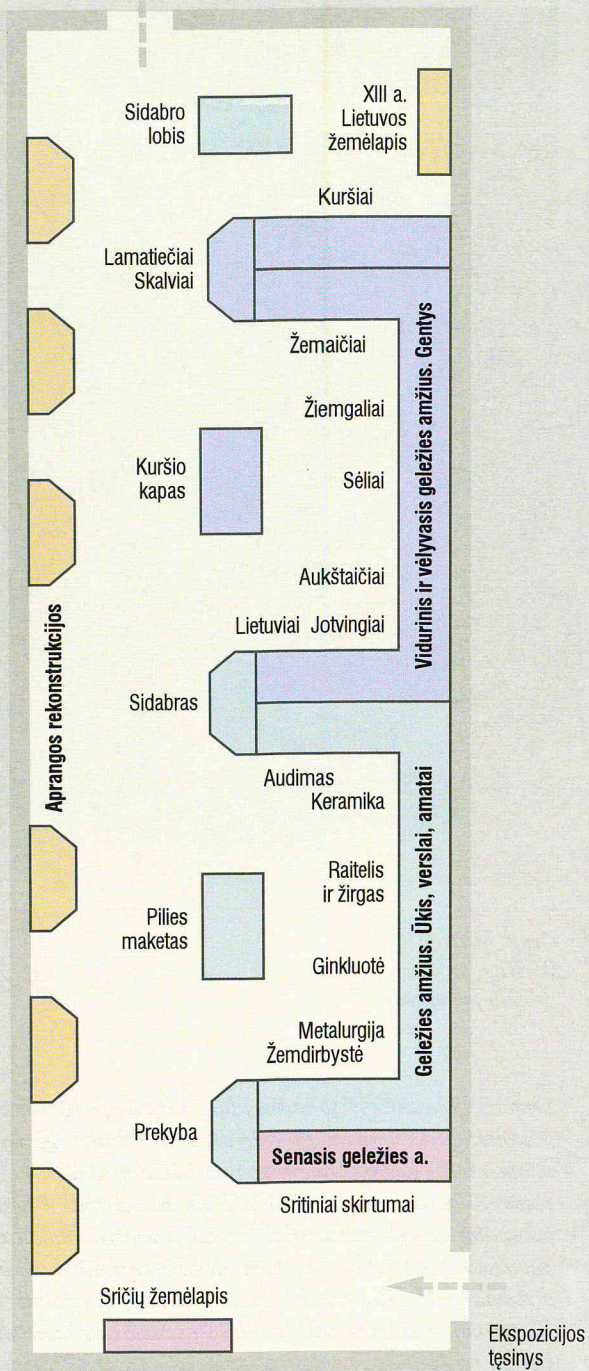 Sidabro
lobis
XIII a.
Lietuvos
žemėlapis
Kuršiai
Lamatiečiai
Skalviai
Žemaičiai
Žiemgaliai
Vidurinis ir vėlyvasis geležies amžius. Gentys
Kuršio
kapas
Sėliai
Aukštaičiai
Lietuviai Jotvingiai
Aprangos rekonstrukcijos
Sidabras
Audimas
Keramika
Geležies amžius. Ūkis, verslai, amatai
Raitelis
ir žirgas
Pilies
maketas
Ginkluotė
Metalurgija
Žemdirbystė
Prekyba
Senasis geležies a.
Sritiniai skirtumai
Sričių žemėlapis
Ekspozicijos
tęsinys